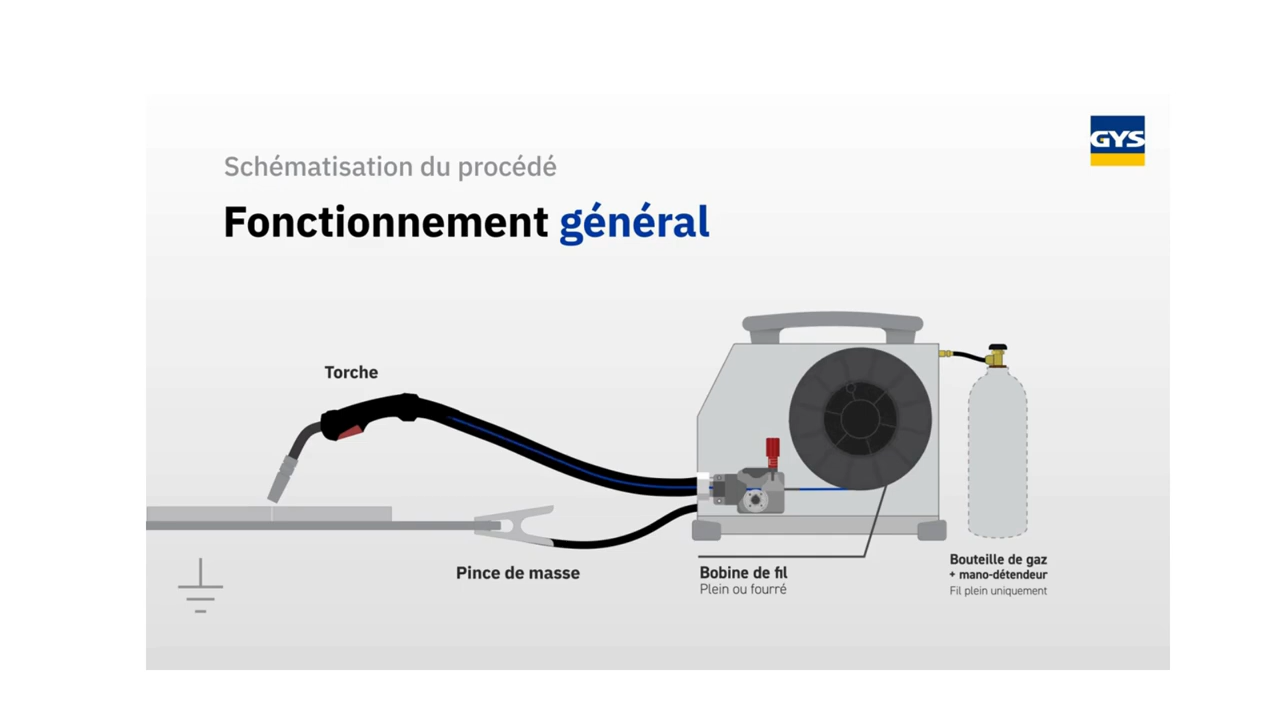 GYS
Schématisation du procédé
Fonctionnement général
Torche
Pince de masse
Bobine de fil
Plein ou fourré
Bouteille de gaz
+ mano-détendeur
Fil plein uniquement